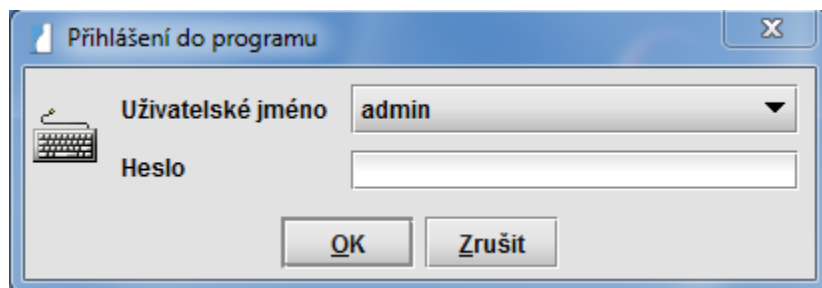 Přihlášení do programu
Uživatelské jméno admin
Heslo
OK Zrušit